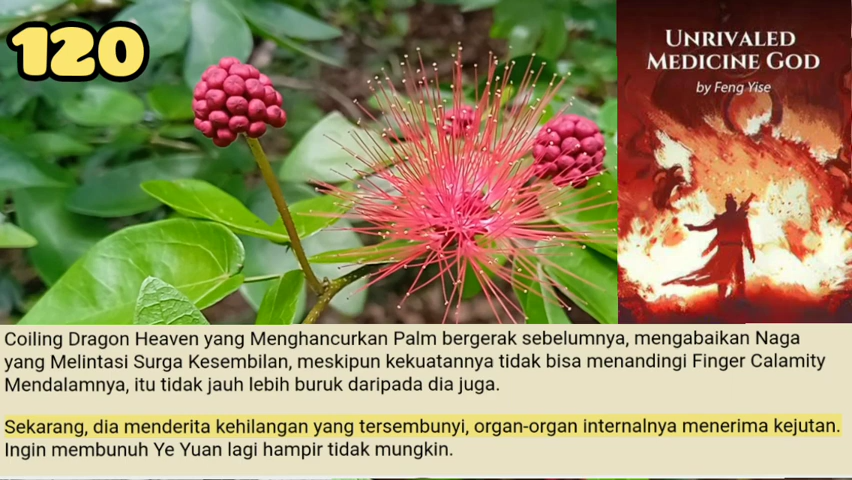 120
UNRIVALED
MEDICINE GOD
by Feng Yise
Coiling Dragon Heaven yang Menghancurkan Palm bergerak sebelumnya, mengabaikan Naga
yang Melintasi Surga Kesembilan, meskipun kekuatannya tidak bisa menandingi Finger Calamity
Mendalamnya, itu tidak jauh lebih buruk daripada dia juga.
Sekarang, dia menderita kehilangan yang tersembunyi, organ-organ internalnya menerima kejutan.
Ingin membunuh Ye Yuan lagi hampir tidak mungkin.